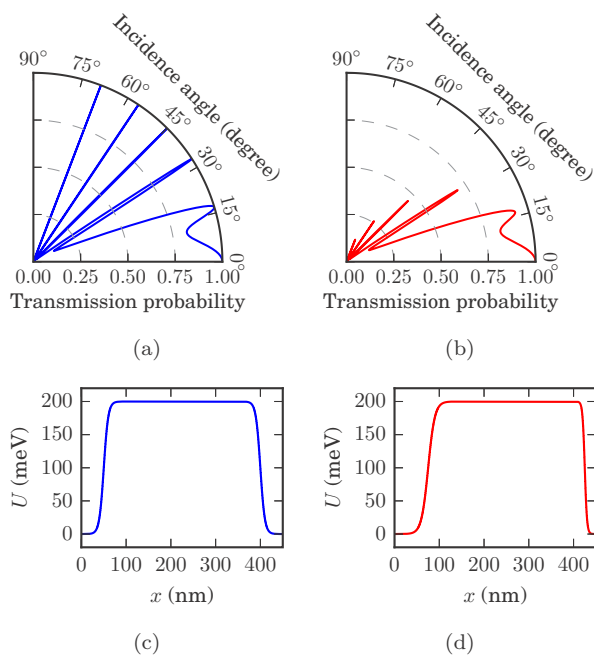 Incidence angle (degree)
90°
75°
60°
45°
30°
15°
0°
0.00 0.25 0.50 0.75 1.00
Transmission probability
(a)
Incidence angle (degree)
90°
75°
60°
45°
30°
15°
0°
0.00 0.25 0.50 0.75 1.00
Transmission probability
(b)
U (meV)
200
150
100
50
0
0 100 200 300 400
x (nm)
(c)
U (meV)
200
150
100
50
0
0 100 200 300 400
x (nm)
(d)